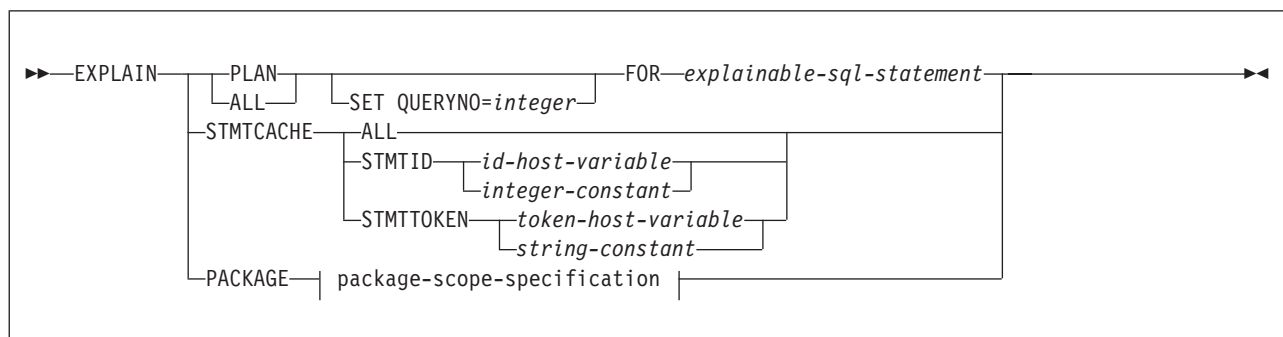 EXPLAIN PLAN FOR explainable-sql-statement
ALL SET QUERYNO=integer
STMTCACHE ALL
STMTID id-host-variable
integer-constant
STMTTOKEN token-host-variable
string-constant
PACKAGE package-scope-specification